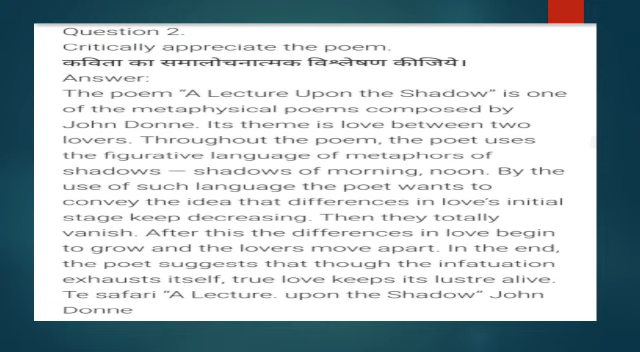 Question 2.
Critically appreciate the poem.
कविता का समालोचनात्मक विश्लेषण कीजिये।
Answer:
The poem “A Lecture Upon the Shadow” is one
of the metaphysical poems composed by
John Donne. Its theme is love between two
lovers. Throughout the poem, the poet uses
the figurative language of metaphors of
shadows — shadows of morning, noon. By the
use of such language the poet wants to
convey the idea that differences in love’s initial
stage keep decreasing. Then they totally
vanish. After this the differences in love begin
to grow and the lovers move apart. In the end,
the poet suggests that though the infatuation
exhausts itself, true love keeps its lustre alive.
Te safari “A Lecture. upon the Shadow” John
Donne